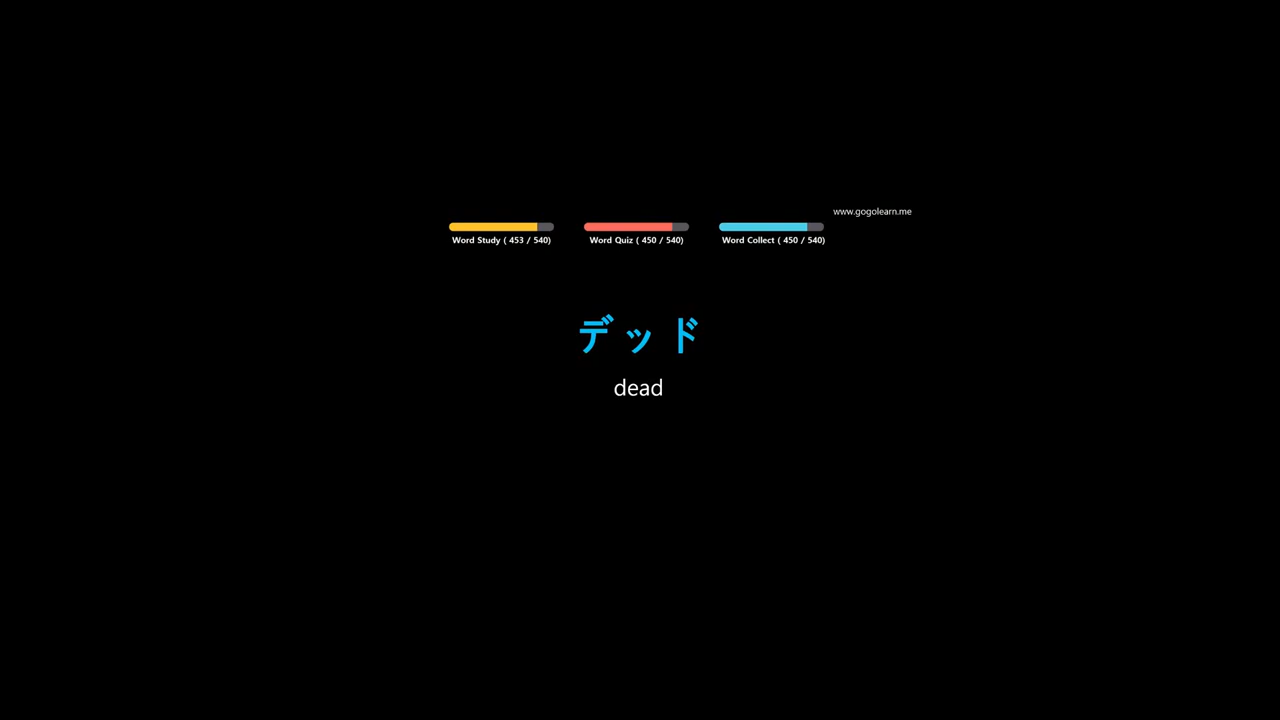 www.gogolearn.me
Word Study ( 453 / 540)
Word Quiz ( 450 / 540)
Word Collect ( 450 / 540)
デッド
dead